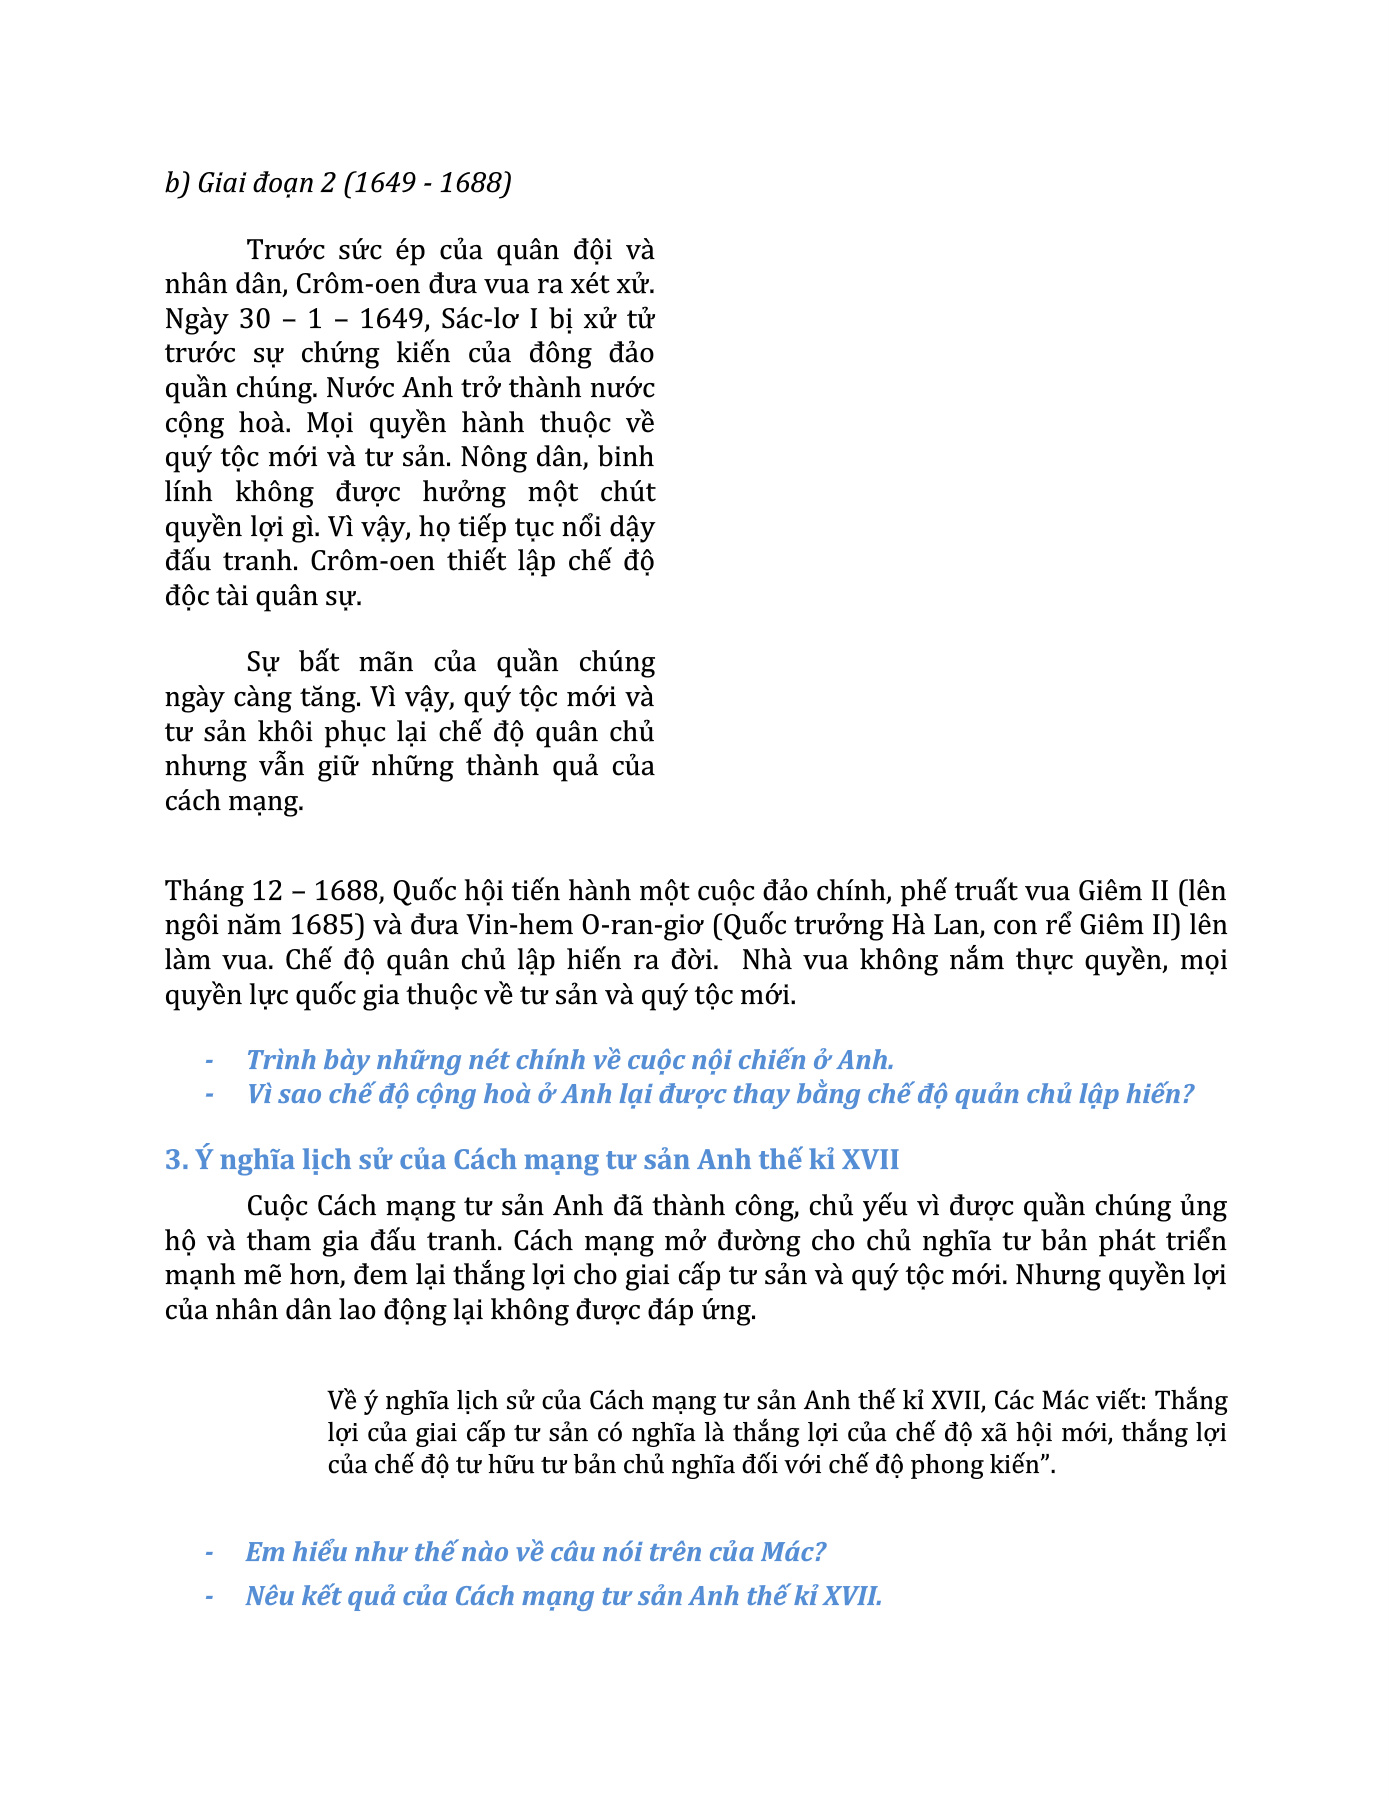 b) Giai đoạn 2 (1649 - 1688)
Trước sức ép của quân đội và
nhân dân, Crôm-oen đưa vua ra xét xử.
Ngày 30 – 1 – 1649, Sác-lơ I bị xử tử
trước sự chứng kiến của đông đảo
quần chúng. Nước Anh trở thành nước
cộng hoà. Mọi quyền hành thuộc về
quý tộc mới và tư sản. Nông dân, binh
lính không được hưởng một chút
quyền lợi gì. Vì vậy, họ tiếp tục nổi dậy
đấu tranh. Crôm-oen thiết lập chế độ
độc tài quân sự.
Sự bất mãn của quần chúng
ngày càng tăng. Vì vậy, quý tộc mới và
tư sản khôi phục lại chế độ quân chủ
nhưng vẫn giữ những thành quả của
cách mạng.
Tháng 12 – 1688, Quốc hội tiến hành một cuộc đảo chính, phế truất vua Giêm II (lên
ngôi năm 1685) và đưa Vin-hem O-ran-giơ (Quốc trưởng Hà Lan, con rể Giêm II) lên
làm vua. Chế độ quân chủ lập hiến ra đời.  Nhà vua không nắm thực quyền, mọi
quyền lực quốc gia thuộc về tư sản và quý tộc mới.
- Trình bày những nét chính về cuộc nội chiến ở Anh.
- Vì sao chế độ cộng hoà ở Anh lại được thay bằng chế độ quản chủ lập hiến?
3. Ý nghĩa lịch sử của Cách mạng tư sản Anh thế kỉ XVII
Cuộc Cách mạng tư sản Anh đã thành công, chủ yếu vì được quần chúng ủng
hộ và tham gia đấu tranh. Cách mạng mở đường cho chủ nghĩa tư bản phát triển
mạnh mẽ hơn, đem lại thắng lợi cho giai cấp tư sản và quý tộc mới. Nhưng quyền lợi
của nhân dân lao động lại không được đáp ứng.
Về ý nghĩa lịch sử của Cách mạng tư sản Anh thế kỉ XVII, Các Mác viết: Thắng
lợi của giai cấp tư sản có nghĩa là thắng lợi của chế độ xã hội mới, thắng lợi
của chế độ tư hữu tư bản chủ nghĩa đối với chế độ phong kiến”.
- Em hiểu như thế nào về câu nói trên của Mác?
- Nêu kết quả của Cách mạng tư sản Anh thế kỉ XVII.